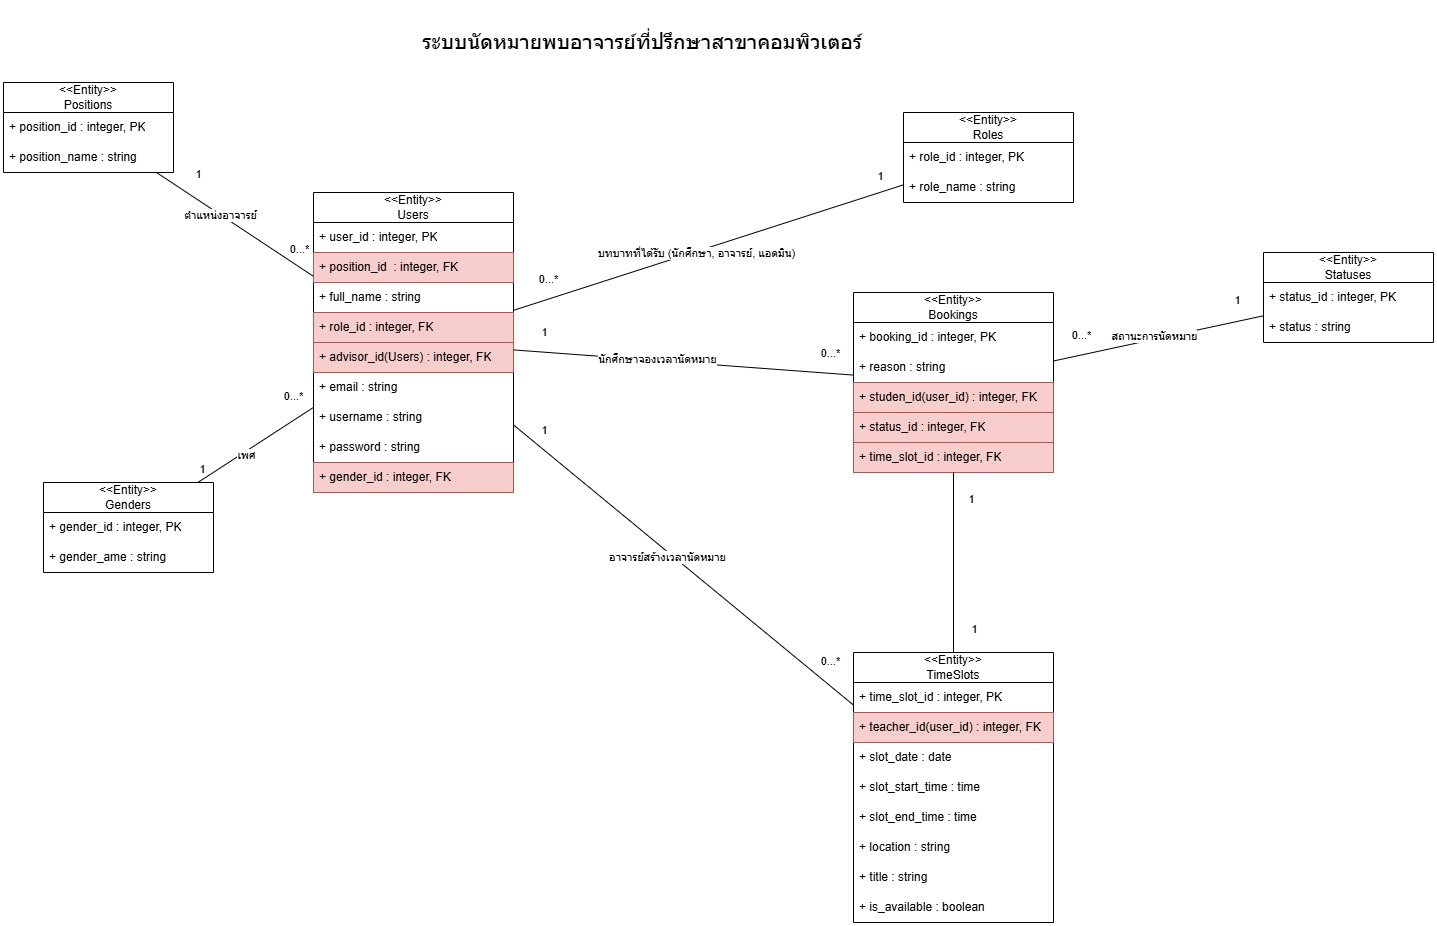 ระบบนัดหมายพบอาจารย์ที่ปรึกษาสาขาคอมพิวเตอร์
<<Entity>>
Positions
+ position_id : integer, PK
+ position_name : string
1
ตำแหน่งอาจารย์
0...*
<<Entity>>
Users
+ user_id : integer, PK
+ position_id : integer, FK
+ full_name : string
+ role_id : integer, FK
+ advisor_id(Users) : integer, FK
+ email : string
+ username : string
+ password : string
+ gender_id : integer, FK
0...*
เพศ
1
<<Entity>>
Genders
+ gender_id : integer, PK
+ gender_ame : string
<<Entity>>
Roles
+ role_id : integer, PK
+ role_name : string
1
บทบาทที่ได้รับ (นักศึกษา, อาจารย์, แอดมิน)
0...*
1
นักศึกษาจองเวลานัดหมาย
0...*
<<Entity>>
Bookings
+ booking_id : integer, PK
+ reason : string
+ studen_id(user_id) : integer, FK
+ status_id : integer, FK
+ time_slot_id : integer, FK
0...*
สถานะการนัดหมาย
1
<<Entity>>
Statuses
+ status_id : integer, PK
+ status : string
1
อาจารย์สร้างเวลานัดหมาย
0...*
1
1
<<Entity>>
TimeSlots
+ time_slot_id : integer, PK
+ teacher_id(user_id) : integer, FK
+ slot_date : date
+ slot_start_time : time
+ slot_end_time : time
+ location : string
+ title : string
+ is_available : boolean